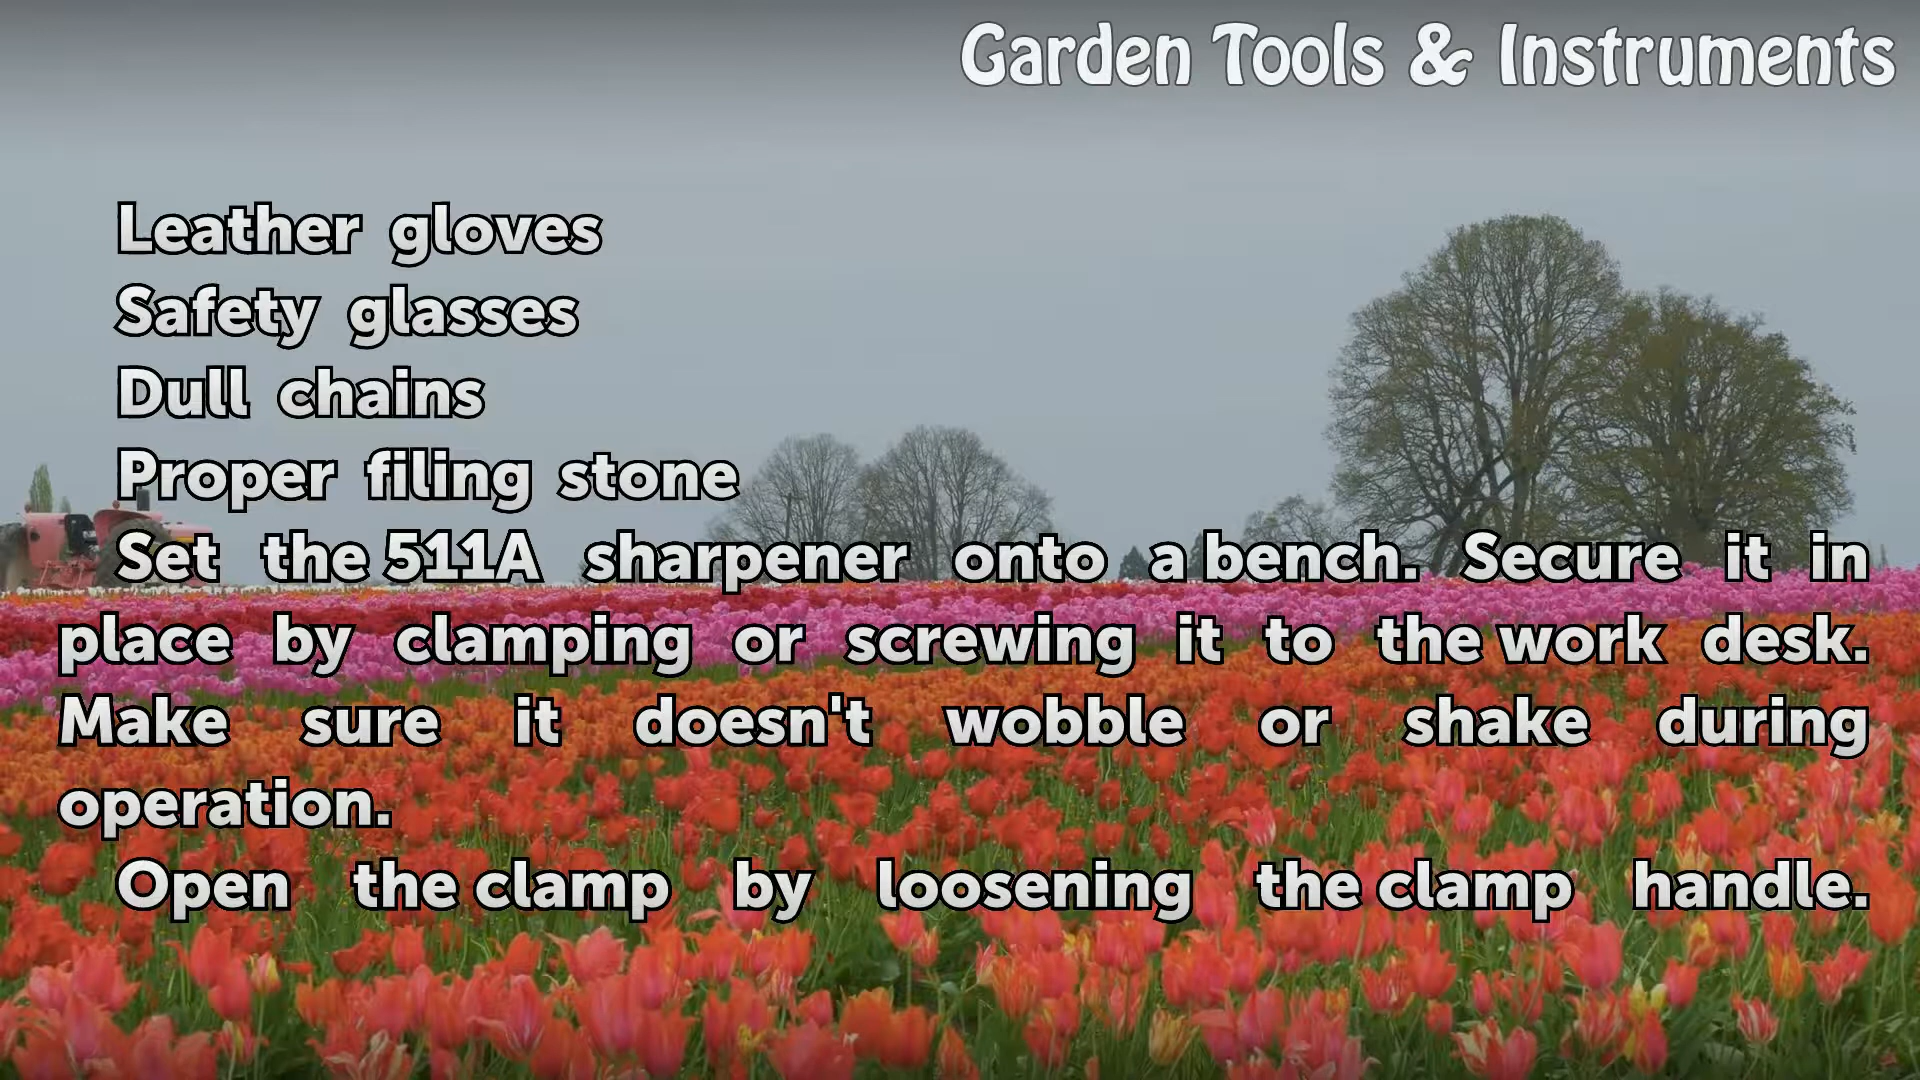 Garden Tools & Instruments
Leather gloves
Safety glasses
Dull chains
Proper filing stone
Set the 511A sharpener onto a bench. Secure it in
place by clamping or screwing it to the work desk.
Make sure it doesn't wobble or shake during
operation.
Open the clamp by loosening the clamp handle.